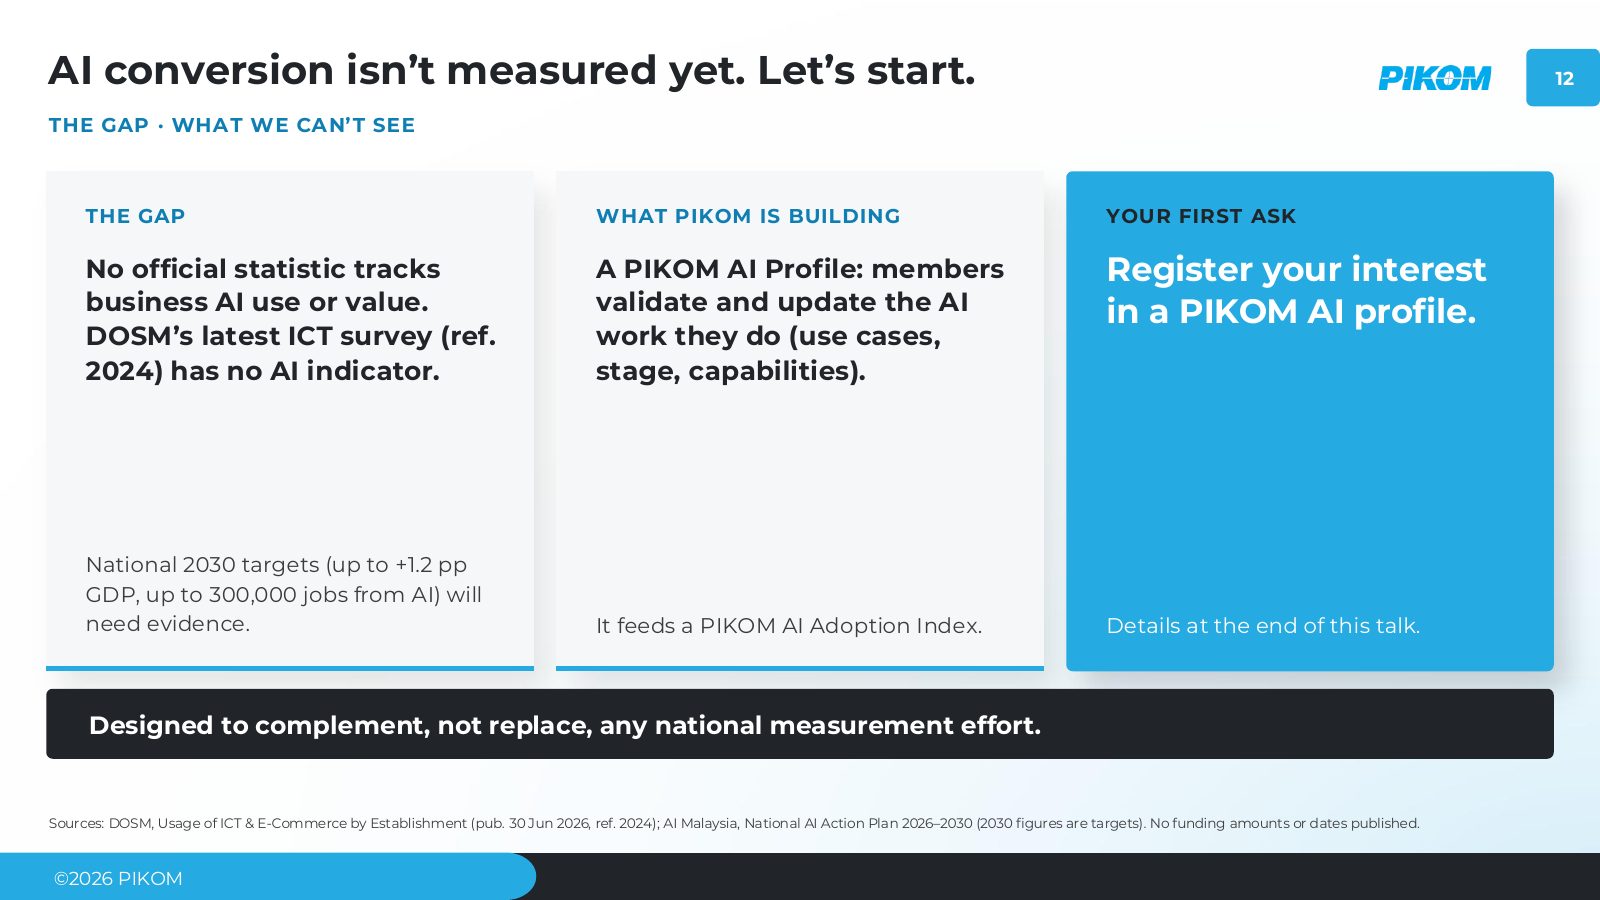 AI conversion isn’t measured yet. Let’s start.
PIKOM
12
THE GAP · WHAT WE CAN’T SEE
THE GAP
No official statistic tracks
business AI use or value.
DOSM’s latest ICT survey (ref.
2024) has no AI indicator.
National 2030 targets (up to +1.2 pp
GDP, up to 300,000 jobs from AI) will
need evidence.
WHAT PIKOM IS BUILDING
A PIKOM AI Profile: members
validate and update the AI
work they do (use cases,
stage, capabilities).
It feeds a PIKOM AI Adoption Index.
YOUR FIRST ASK
Register your interest
in a PIKOM AI profile.
Details at the end of this talk.
Designed to complement, not replace, any national measurement effort.
Sources: DOSM, Usage of ICT & E-Commerce by Establishment (pub. 30 Jun 2026, ref. 2024); AI Malaysia, National AI Action Plan 2026–2030 (2030 figures are targets). No funding amounts or dates published.
©2026 PIKOM